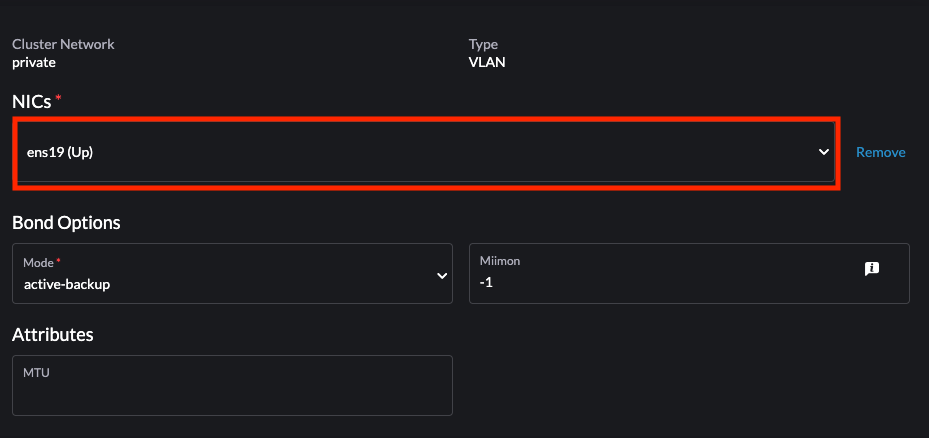 Cluster Network
private
Type
VLAN
NICs *
ens19 (Up)
Remove
Bond Options
Mode *
active-backup
Miimon
-1
Attributes
MTU